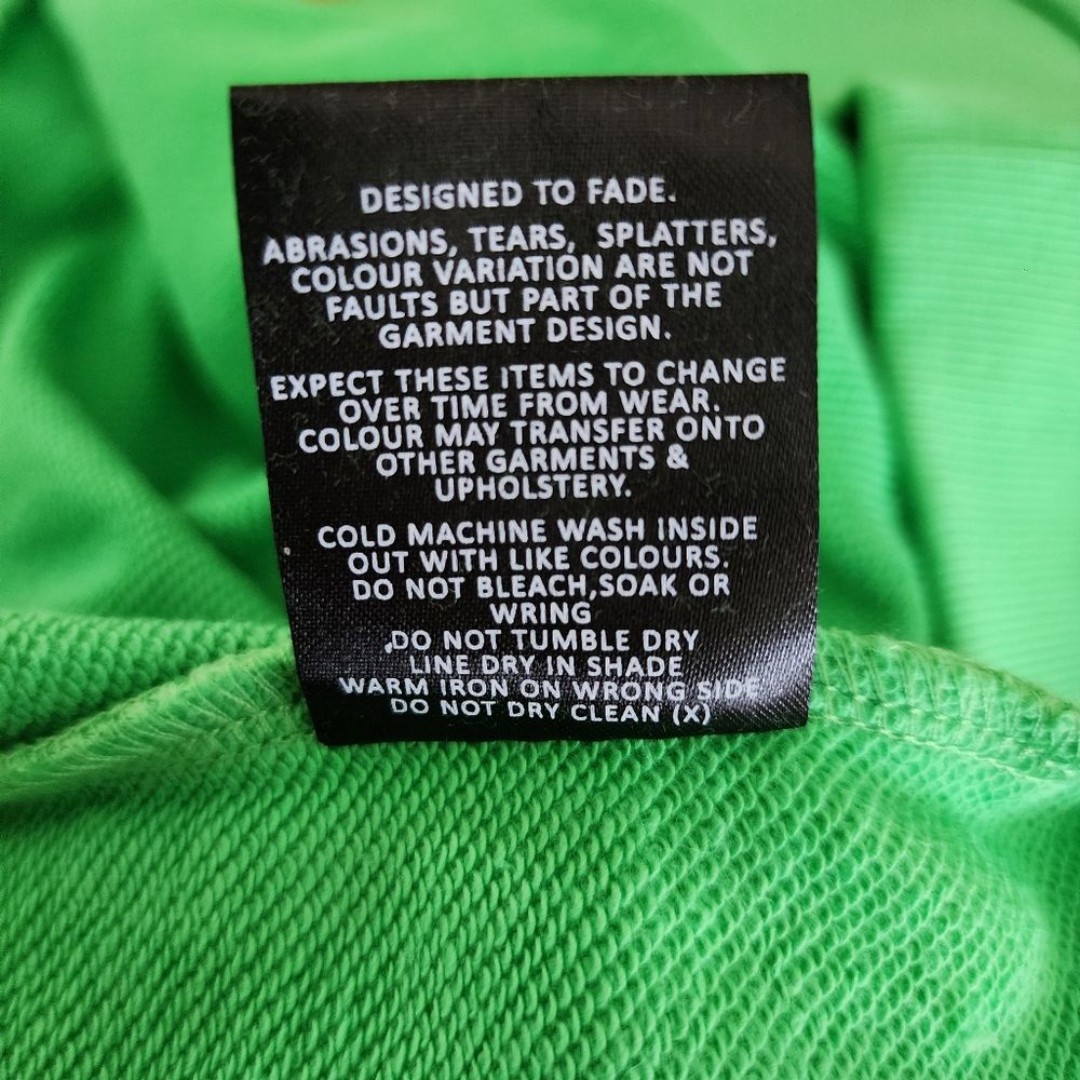 DESIGNED TO FADE.
ABRASIONS, TEARS, SPLATTERS,
COLOUR VARIATION ARE NOT
FAULTS BUT PART OF THE
GARMENT DESIGN.
EXPECT THESE ITEMS TO CHANGE
OVER TIME FROM WEAR.
COLOUR MAY TRANSFER ONTO
OTHER GARMENTS &
UPHOLSTERY.
COLD MACHINE WASH INSIDE
OUT WITH LIKE COLOURS.
DO NOT BLEACH,SOAK OR
WRING
,DO NOT TUMBLE DRY
LINE DRY IN SHADE
WARM IRON ON WRONG SIDE
DO NOT DRY CLEAN (X)